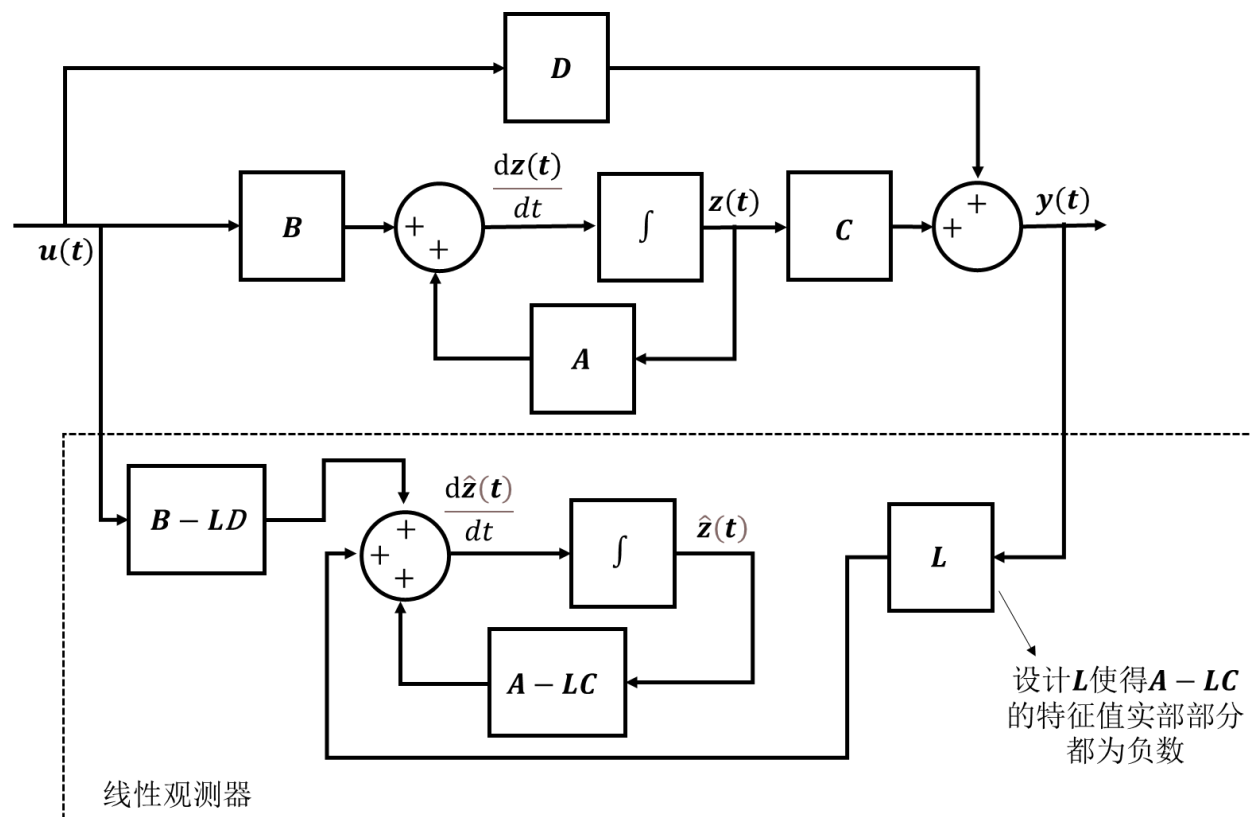 D
dz(t)
dt
z(t)
y(t)
B
+
+
∫
C
+
+
u(t)
A
B − LD
dẑ(t)
dt
ẑ(t)
+
+
+
∫
L
A − LC
设计L使得A − LC
的特征值实部部分
都为负数
线性观测器